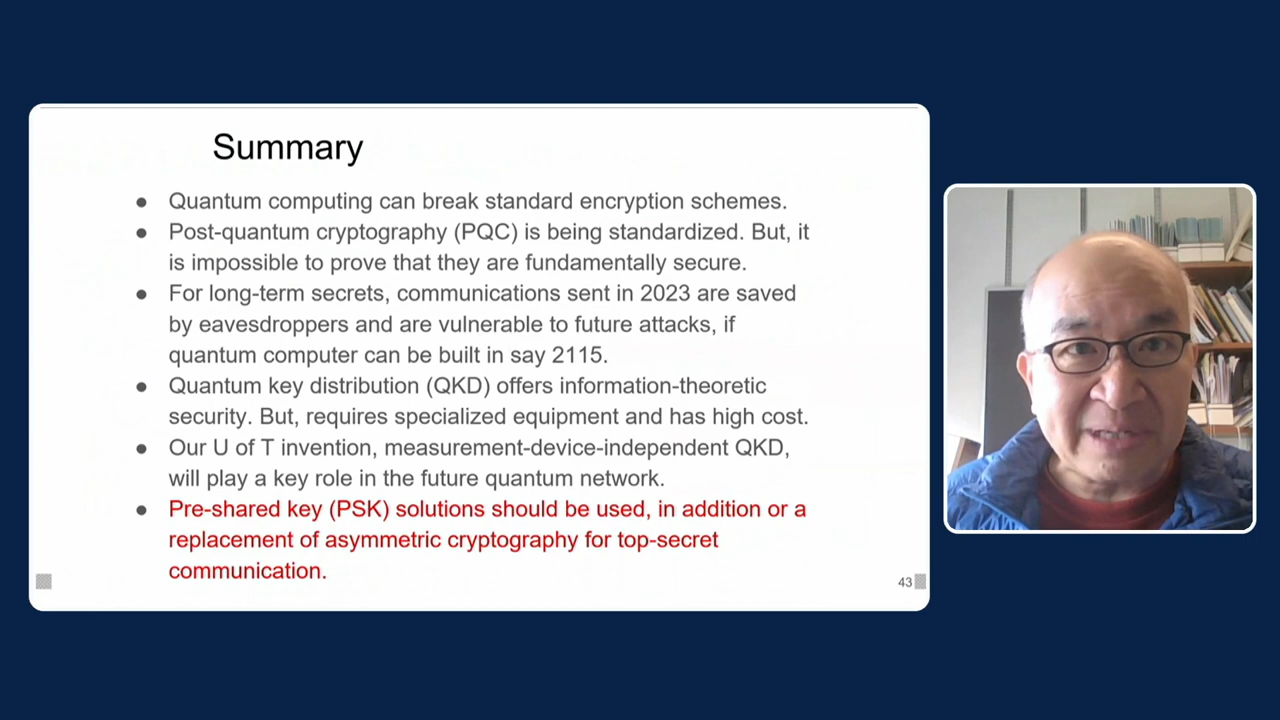 Summary
● Quantum computing can break standard encryption schemes.
● Post-quantum cryptography (PQC) is being standardized. But, it
is impossible to prove that they are fundamentally secure.
● For long-term secrets, communications sent in 2023 are saved
by eavesdroppers and are vulnerable to future attacks, if
quantum computer can be built in say 2115.
● Quantum key distribution (QKD) offers information-theoretic
security. But, requires specialized equipment and has high cost.
● Our U of T invention, measurement-device-independent QKD,
will play a key role in the future quantum network.
● Pre-shared key (PSK) solutions should be used, in addition or a
replacement of asymmetric cryptography for top-secret
communication.
43